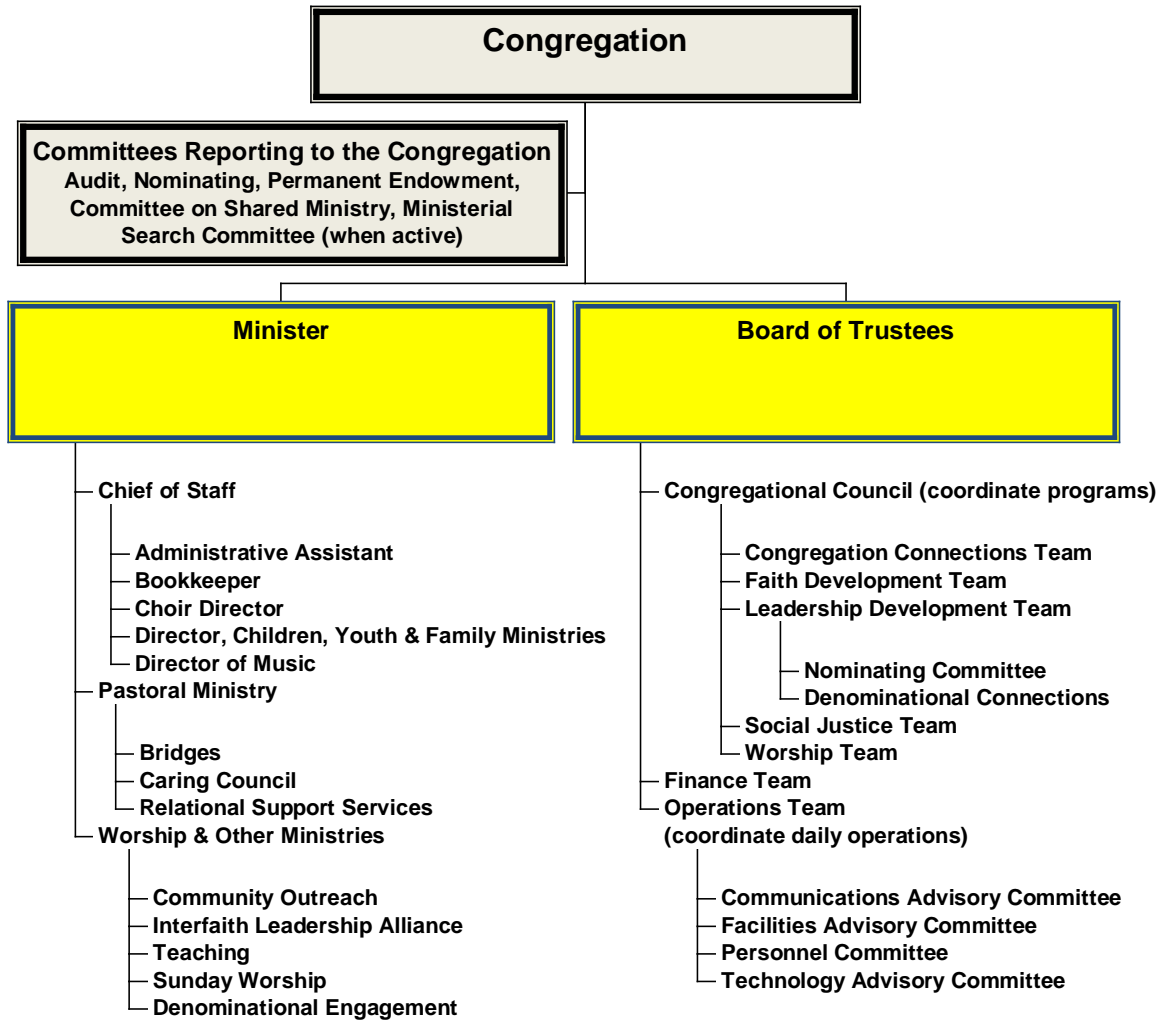 Congregation
Committees Reporting to the Congregation
Audit, Nominating, Permanent Endowment,
Committee on Shared Ministry, Ministerial
Search Committee (when active)
Minister
Chief of Staff
Administrative Assistant
Bookkeeper
Choir Director
Director, Children, Youth & Family Ministries
Director of Music
Pastoral Ministry
Bridges
Caring Council
Relational Support Services
Worship & Other Ministries
Community Outreach
Interfaith Leadership Alliance
Teaching
Sunday Worship
Denominational Engagement
Board of Trustees
Congregational Council (coordinate programs)
Congregation Connections Team
Faith Development Team
Leadership Development Team
Nominating Committee
Denominational Connections
Social Justice Team
Worship Team
Finance Team
Operations Team
(coordinate daily operations)
Communications Advisory Committee
Facilities Advisory Committee
Personnel Committee
Technology Advisory Committee